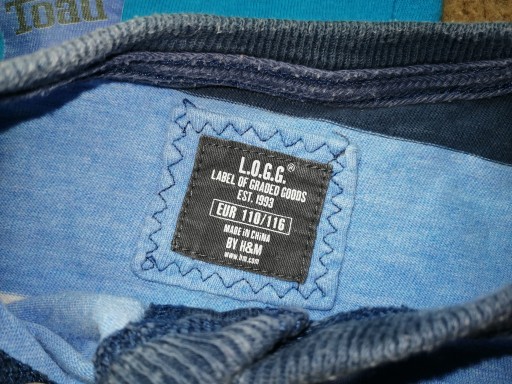 Toad
L.O.G.G.®
LABEL OF GRADED GOODS
EST. 1993
EUR 110/116
MADE IN CHINA
BY H&M
www.hm.com